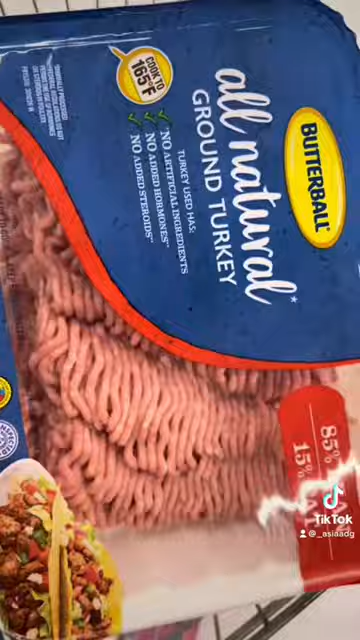 BUTTERBALL
all natural*
GROUND TURKEY
TURKEY USED HAS:
*NO ARTIFICIAL INGREDIENTS
NO ADDED HORMONES**
NO ADDED STEROIDS**
COOK TO
165°F
85%
15%
TikTok
@_asiaadg